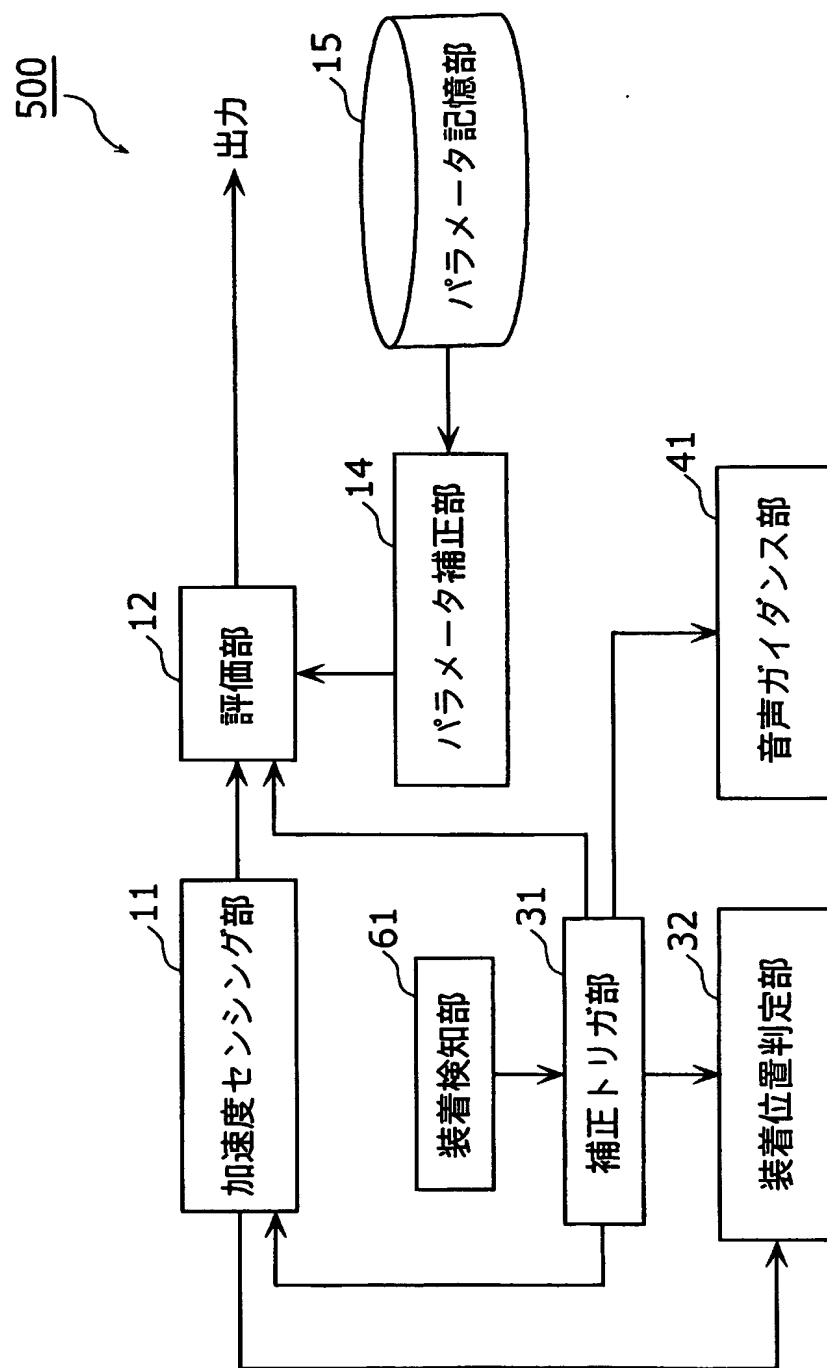 500
11
加速度センシング部
12
評価部
出力
61
装着検知部
14
パラメータ補正部
15
パラメータ記憶部
31
補正トリガ部
32
装着位置判定部
41
音声ガイダンス部